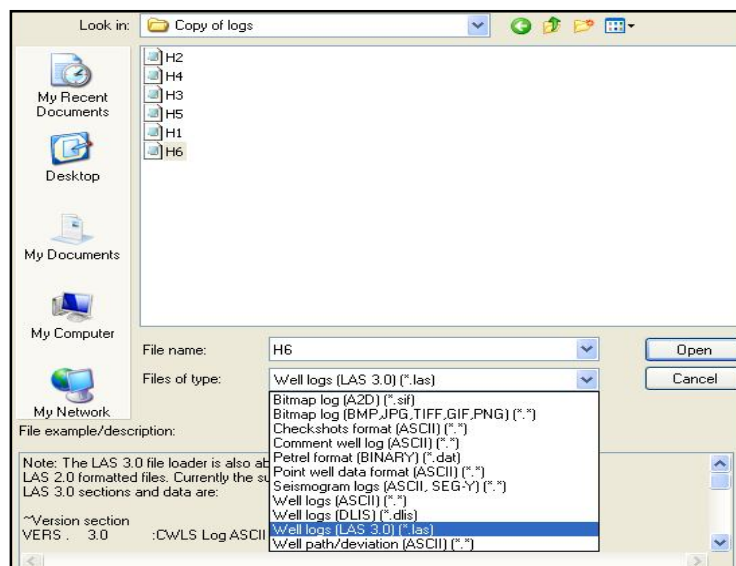 Look in: Copy of logs
My Recent
Documents
Desktop
My Documents
My Computer
My Network
H2
H4
H3
H5
H1
H6
File name: H6 Open
Files of type: Well logs (LAS 3.0) (*.las) Cancel
Bitmap log (A2D) (*.sif)
Bitmap log (BMP,JPG,TIFF,GIF,PNG) (*.*)
Checkshots format (ASCII) (*.*)
Comment well log (ASCII) (*.*)
Petrel format (BINARY) (*.dat)
Point well data format (ASCII) (*.*)
Seismogram logs (ASCII, SEG-Y) (*.*)
Well logs (ASCII) (*.*)
Well logs (DLIS) (*.dlis)
Well logs (LAS 3.0) (*.las)
Well path/deviation (ASCII) (*.*)
File example/description:
Note: The LAS 3.0 file loader is also
LAS 2.0 formatted files. Currently the
LAS 3.0 sections and data are:
~Version section
VERS . 3.0 :CWLS Log ASCII